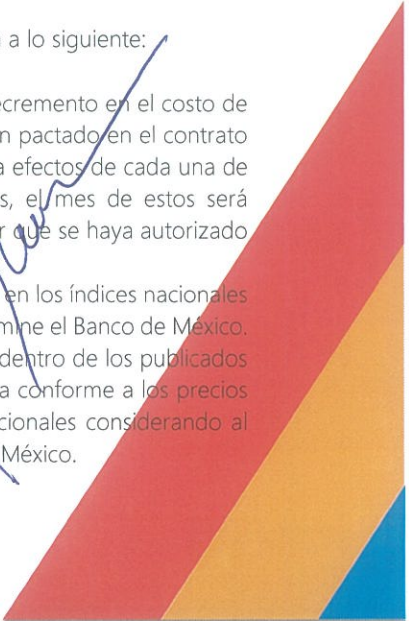 a lo siguiente:
ecremento en el costo de
n pactado en el contrato
a efectos de cada una de
s, el mes de estos será
r que se haya autorizado
en los índices nacionales
mine el Banco de México.
dentro de los publicados
a conforme a los precios
cionales considerando al
México.